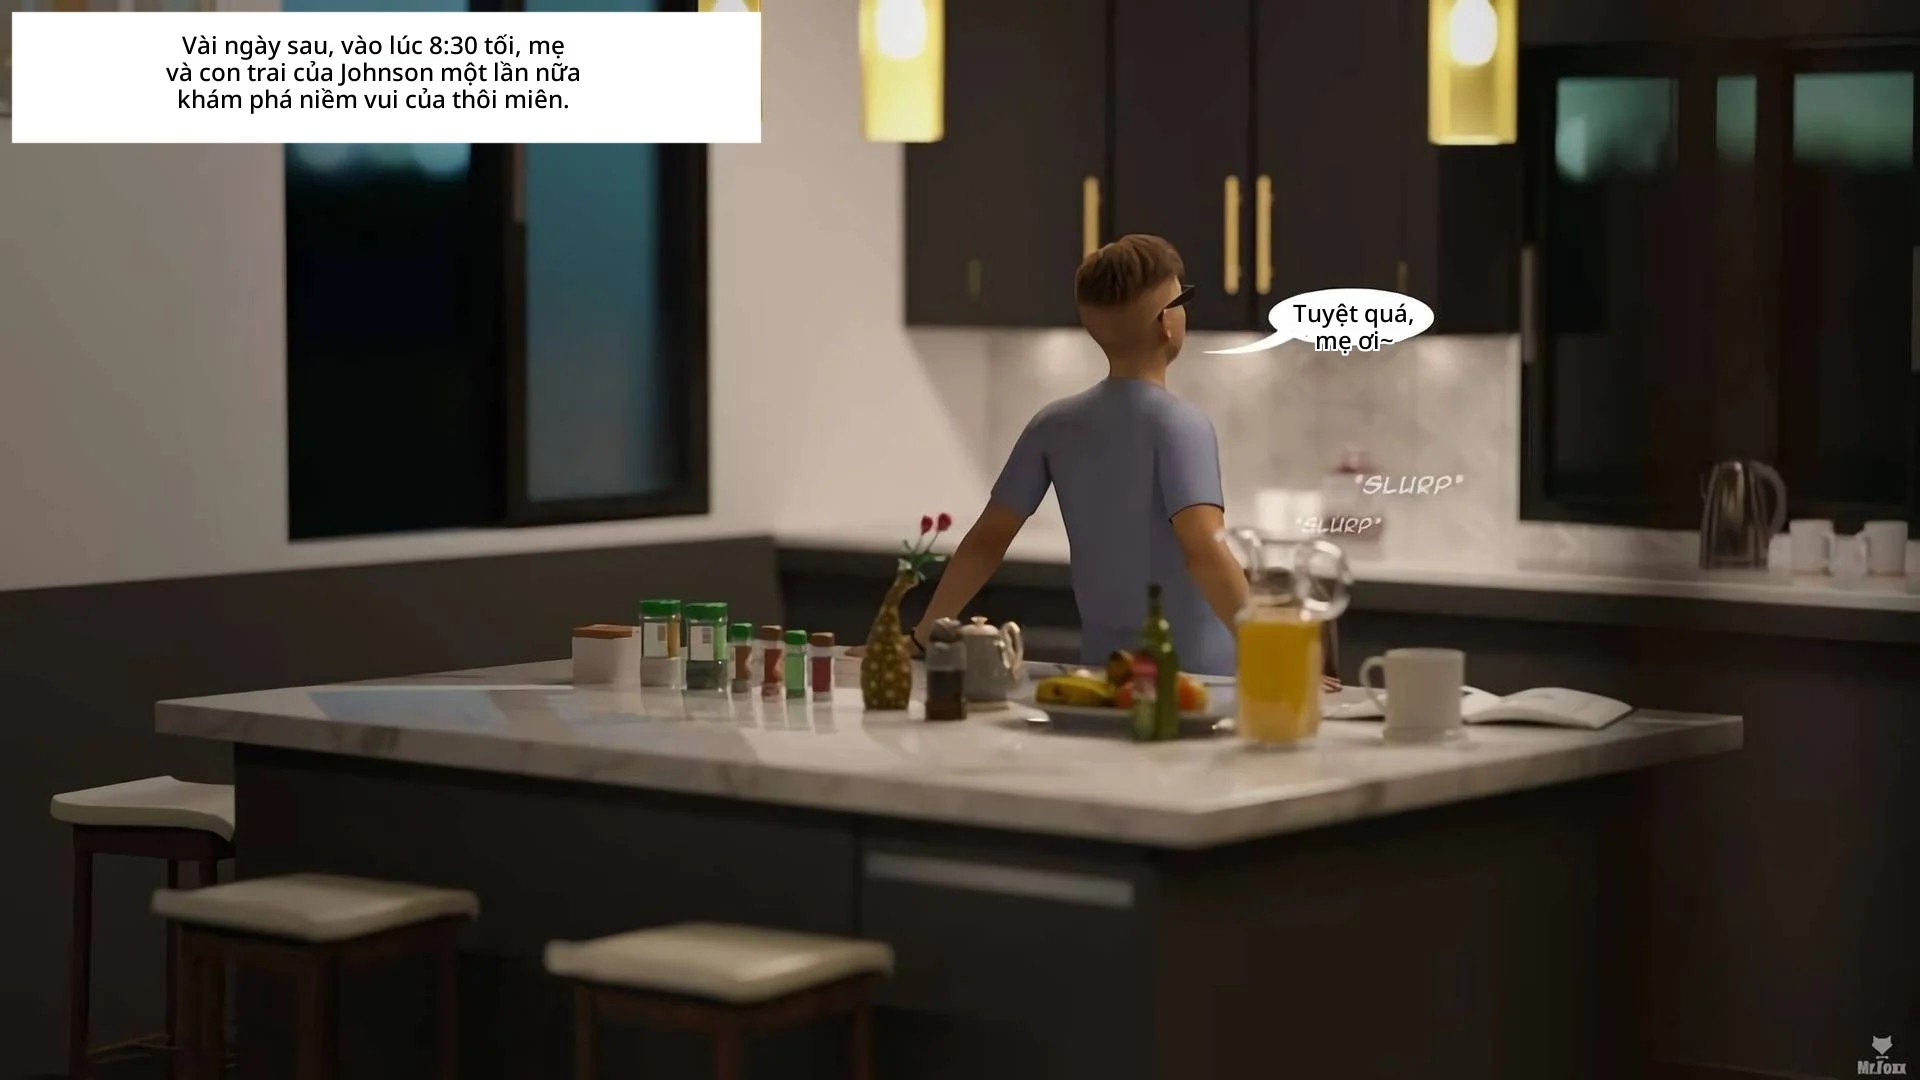 Vài ngày sau, vào lúc 8:30 tối, mẹ
và con trai của Johnson một lần nữa
khám phá niềm vui của thôi miên.
Tuyệt quá,
mẹ ơi~
"SLURP"
"SLURP"
Mr.Foxx